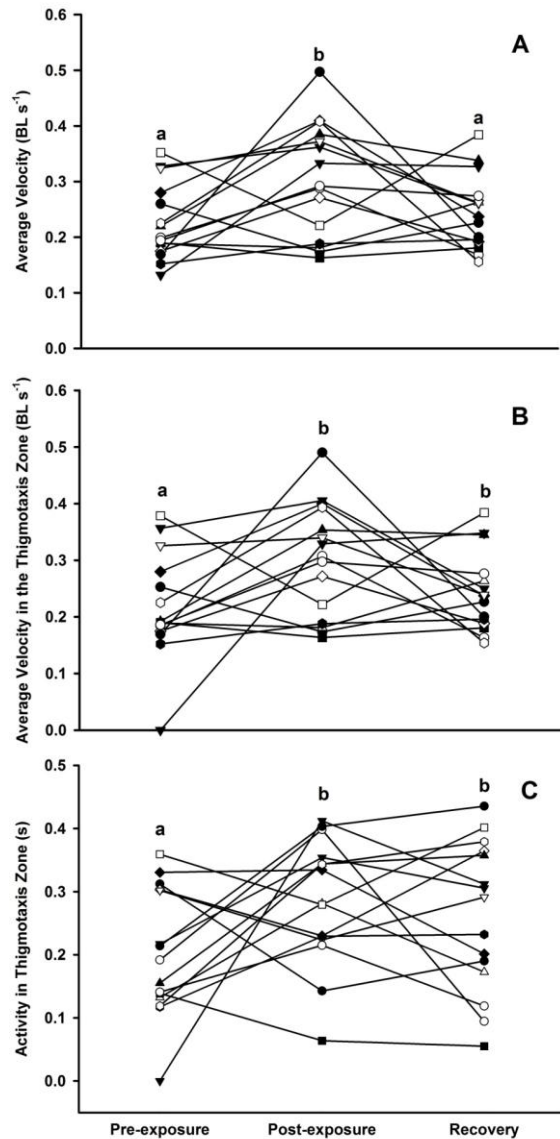 A
Average Velocity (BL s⁻¹)
0.6
0.5
0.4
0.3
0.2
0.1
0.0
a
b
a
B
Average Velocity in the Thigmotaxis Zone (BL s⁻¹)
0.6
0.5
0.4
0.3
0.2
0.1
0.0
a
b
b
C
Activity in Thigmotaxis Zone (s)
0.5
0.4
0.3
0.2
0.1
0.0
a
b
b
Pre-exposure
Post-exposure
Recovery